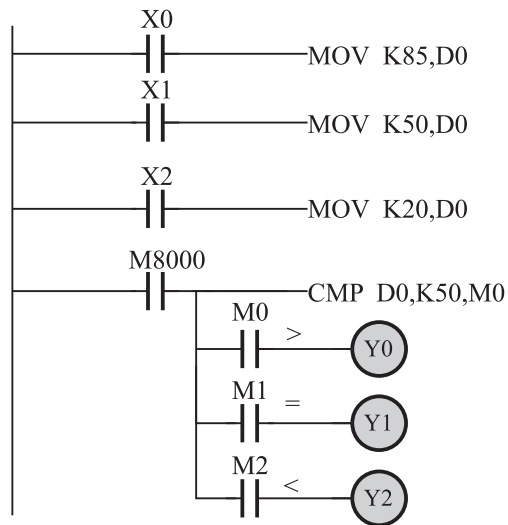 X0
MOV K85,D0
X1
MOV K50,D0
X2
MOV K20,D0
M8000
CMP D0,K50,M0
M0
>
Y0
M1
=
Y1
M2
<
Y2